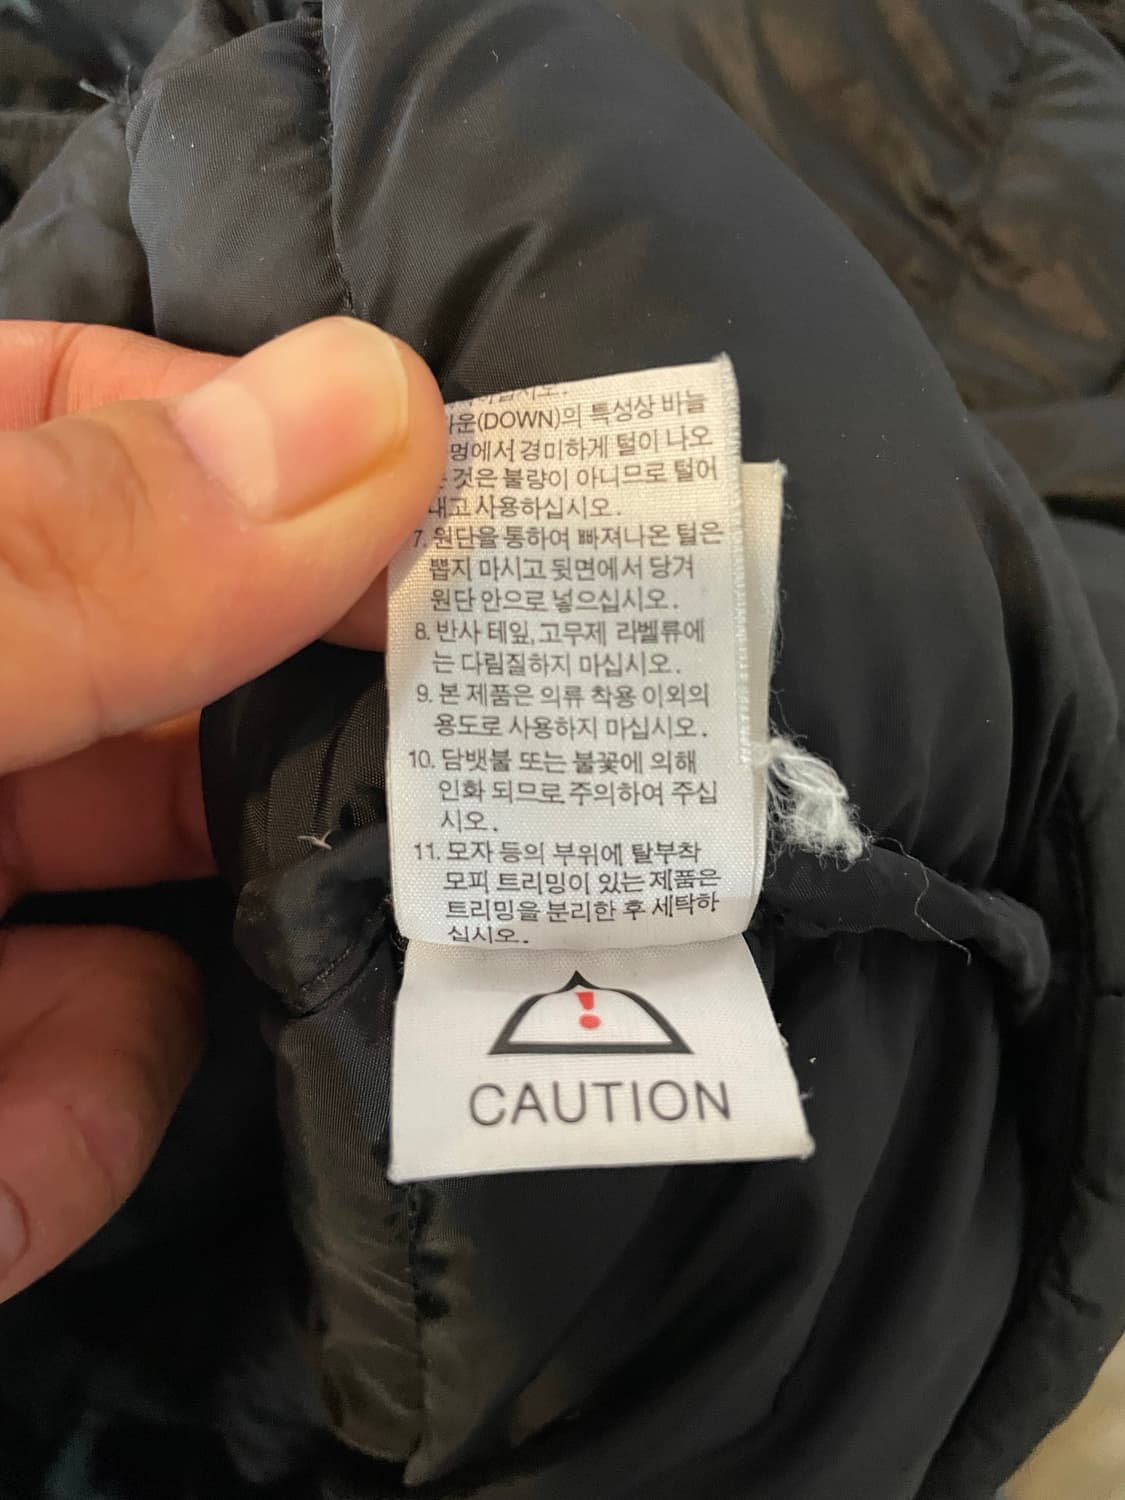 하십시오.
다운(DOWN)의 특성상 바늘
구멍에서 경미하게 털이 나오
는 것은 불량이 아니므로 털어
내고 사용하십시오.
7. 원단을 통하여 빠져나온 털은
뽑지 마시고 뒷면에서 당겨
원단 안으로 넣으십시오.
8. 반사 테잎, 고무제 라벨류에
는 다림질하지 마십시오.
9. 본 제품은 의류 착용 이외의
용도로 사용하지 마십시오.
10. 담뱃불 또는 불꽃에 의해
인화 되므로 주의하여 주십
시오.
11. 모자 등의 부위에 탈부착
모피 트리밍이 있는 제품은
트리밍을 분리한 후 세탁하
십시오.
!
CAUTION